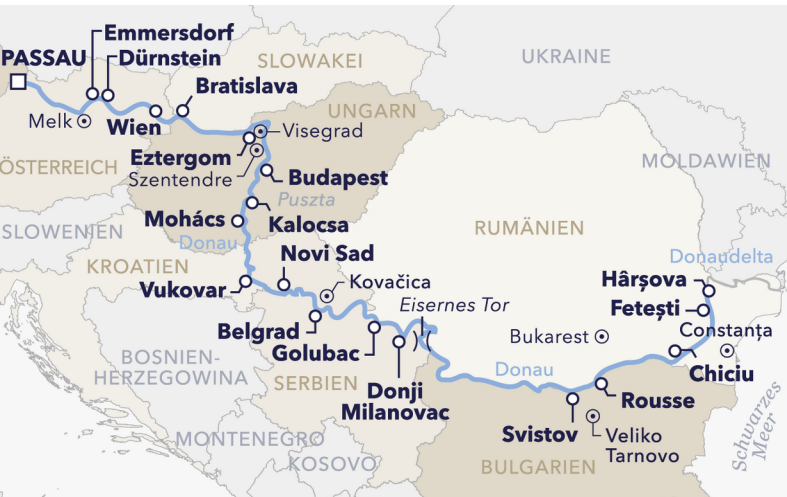 Emmersdorf
PASSAU
Dürnstein
SLOWAKEI
UKRAINE
Bratislava
Melk
Wien
UNGARN
Visegrad
Eztergom
Szentendre
ÖSTERREICH
MOLDAWIEN
Budapest
Puszta
Mohács
Kalocsa
SLOWENIEN
Donau
RUMÄNIEN
Novi Sad
Donaudelta
KROATIEN
Vukovar
Kovačica
Hârşova
Eisernes Tor
Feteşti
Belgrad
Golubac
Bukarest
Constanţa
BOSNIEN-
HERZEGOWINA
SERBIEN
Donau
Chiciu
Donji
Milanovac
Rousse
Schwarzes
Meer
MONTENEGRO
Svistov
Veliko
Tarnovo
KOSOVO
BULGARIEN